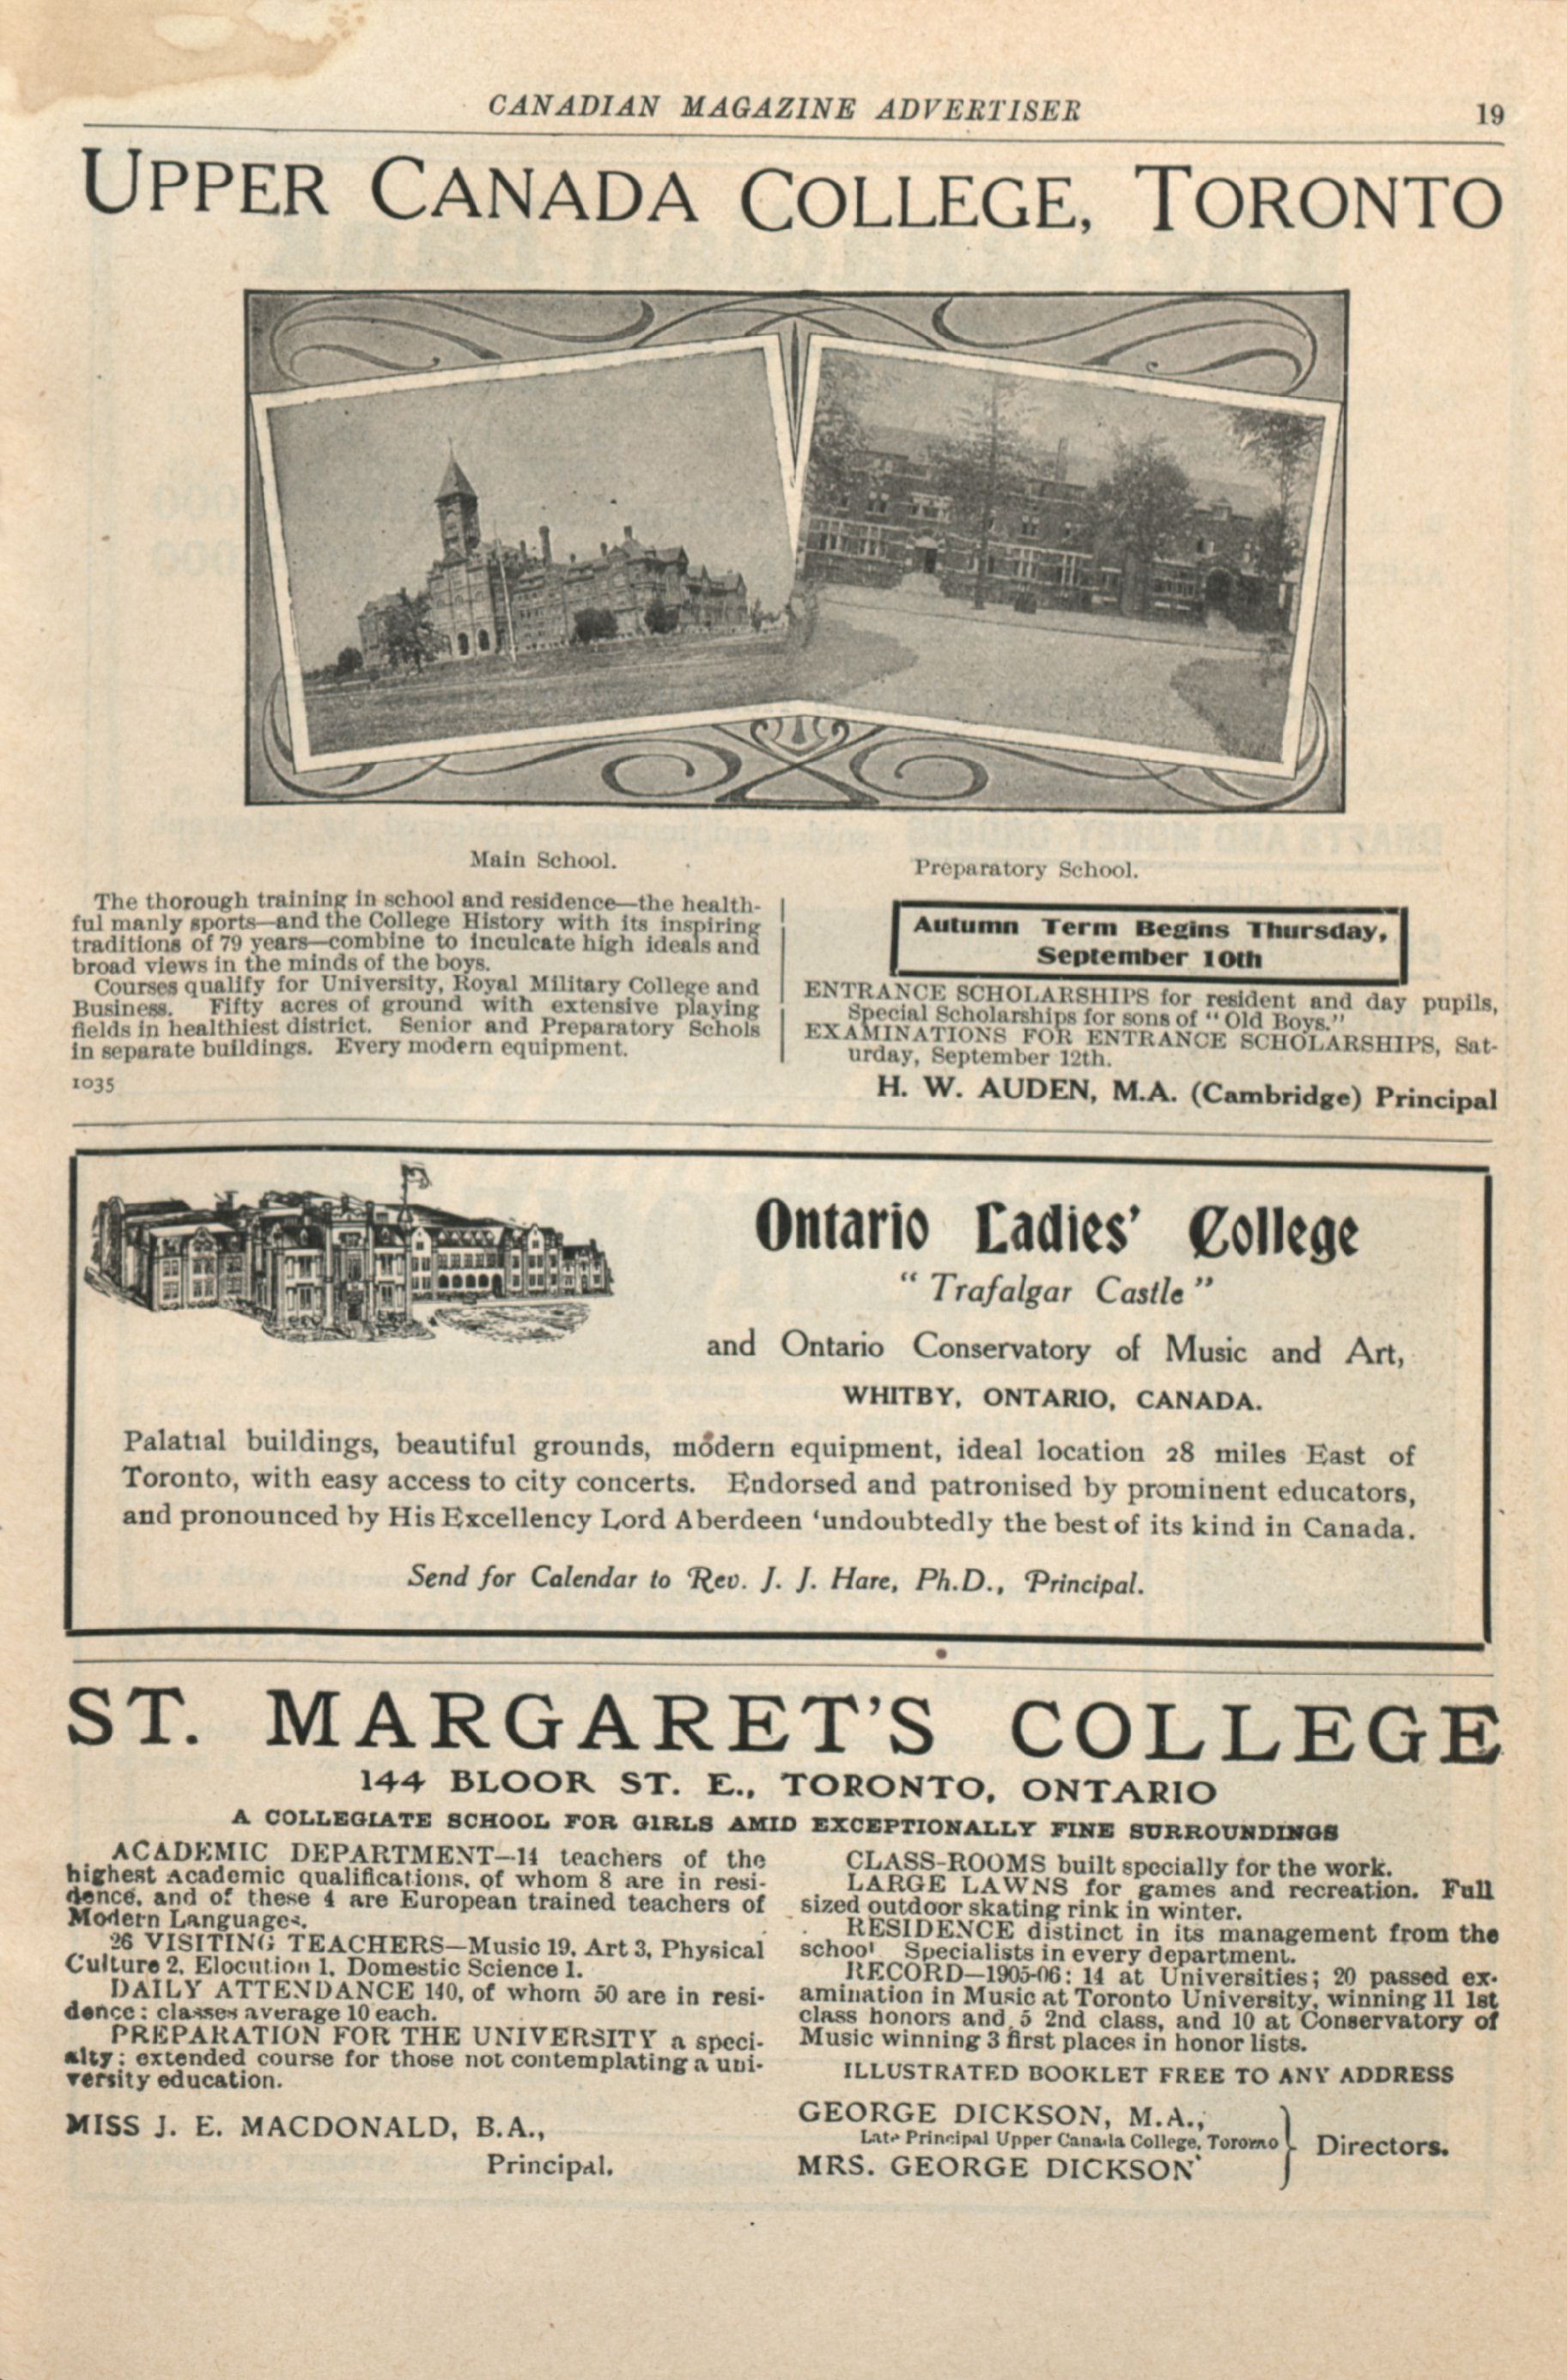 CANADIAN MAGAZINE ADVERTISER
19
UPPER CANADA COLLEGE, TORONTO
Main School.
Preparatory School.
The thorough training in school and residence—the health-
ful manly sports—and the College History with its inspiring
traditions of 79 years—combine to inculcate high ideals and
broad views in the minds of the boys.
Courses qualify for University, Royal Military College and
Business. Fifty acres of ground with extensive playing
fields in healthiest district. Senior and Preparatory Schols
in separate buildings. Every modern equipment.
1035
Autumn Term Begins Thursday,
September 10th
ENTRANCE SCHOLARSHIPS for resident and day pupils,
Special Scholarships for sons of "Old Boys."
EXAMINATIONS FOR ENTRANCE SCHOLARSHIPS, Sat-
urday, September 12th.
H. W. AUDEN, M.A. (Cambridge) Principal
Ontario Ladies' College
"Trafalgar Castle"
and Ontario Conservatory of Music and Art,
WHITBY, ONTARIO, CANADA.
Palatial buildings, beautiful grounds, modern equipment, ideal location 28 miles East of
Toronto, with easy access to city concerts. Endorsed and patronised by prominent educators,
and pronounced by His Excellency Lord Aberdeen 'undoubtedly the best of its kind in Canada.
Send for Calendar to Rev. J. J. Hare, Ph.D., Principal.
ST. MARGARET'S COLLEGE
144 BLOOR ST. E., TORONTO, ONTARIO
A COLLEGIATE SCHOOL FOR GIRLS AMID EXCEPTIONALLY FINE SURROUNDINGS
ACADEMIC DEPARTMENT—14 teachers of the
highest Academic qualifications, of whom 8 are in resi-
dence, and of these 4 are European trained teachers of
Modern Languages.
26 VISITING TEACHERS—Music 19, Art 3, Physical
Culture 2, Elocution 1, Domestic Science 1.
DAILY ATTENDANCE 140, of whom 50 are in resi-
dence: classes average 10 each.
PREPARATION FOR THE UNIVERSITY a speci-
alty; extended course for those not contemplating a uni-
versity education.
MISS J. E. MACDONALD, B.A.,
Principal.
CLASS-ROOMS built specially for the work.
LARGE LAWNS for games and recreation. Full
sized outdoor skating rink in winter.
RESIDENCE distinct in its management from the
school Specialists in every department.
RECORD—1905-06: 14 at Universities; 20 passed ex-
amination in Music at Toronto University, winning 11 1st
class honors and 5 2nd class, and 10 at Conservatory of
Music winning 3 first places in honor lists.
ILLUSTRATED BOOKLET FREE TO ANY ADDRESS
GEORGE DICKSON, M.A.,
Late Principal Upper Canada College, Toronto
MRS. GEORGE DICKSON
Directors.